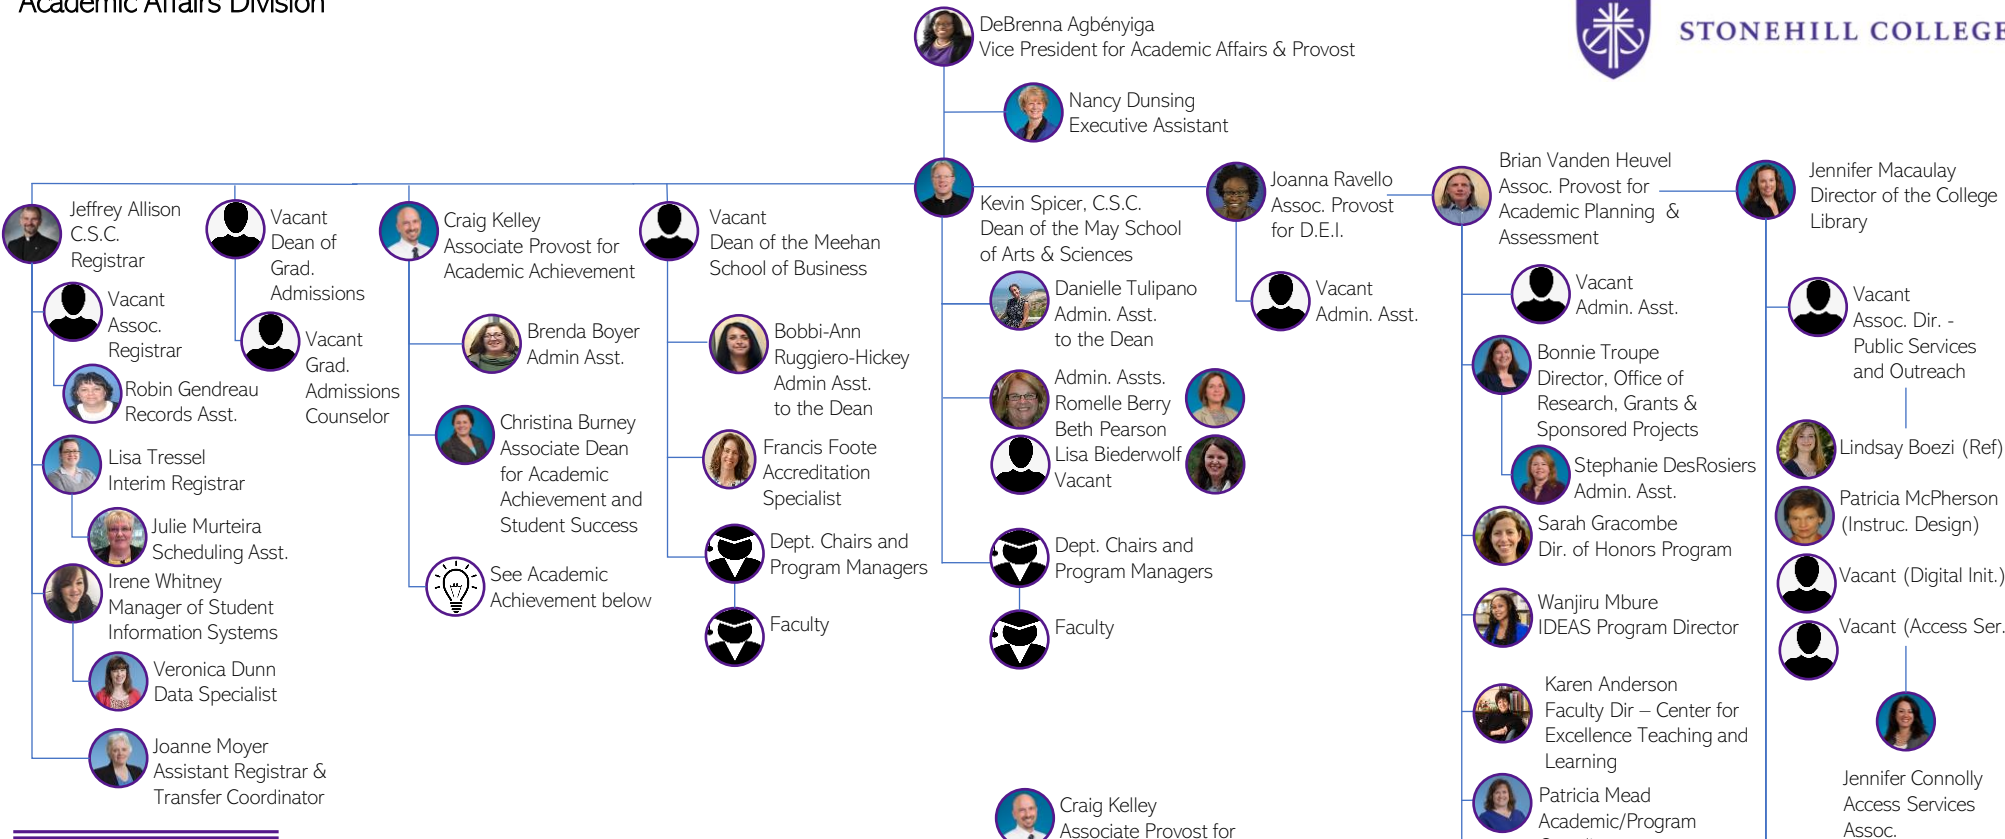 Academic Affairs Division
STONEHILL COLLEGE
DeBrenna Agbényiga
Vice President for Academic Affairs & Provost
Nancy Dunsing
Executive Assistant
Jeffrey Allison
C.S.C.
Registrar
Vacant
Assoc.
Registrar
Robin Gendreau
Records Asst.
Lisa Tressel
Interim Registrar
Julie Murteira
Scheduling Asst.
Irene Whitney
Manager of Student
Information Systems
Veronica Dunn
Data Specialist
Joanne Moyer
Assistant Registrar &
Transfer Coordinator
Vacant
Dean of
Grad.
Admissions
Vacant
Grad.
Admissions
Counselor
Craig Kelley
Associate Provost for
Academic Achievement
Brenda Boyer
Admin Asst.
Christina Burney
Associate Dean
for Academic
Achievement and
Student Success
See Academic
Achievement below
Vacant
Dean of the Meehan
School of Business
Bobbi-Ann
Ruggiero-Hickey
Admin Asst.
to the Dean
Francis Foote
Accreditation
Specialist
Dept. Chairs and
Program Managers
Faculty
Kevin Spicer, C.S.C.
Dean of the May School
of Arts & Sciences
Danielle Tulipano
Admin. Asst.
to the Dean
Admin. Assts.
Romelle Berry
Beth Pearson
Lisa Biederwolf
Vacant
Dept. Chairs and
Program Managers
Faculty
Joanna Ravello
Assoc. Provost
for D.E.I.
Vacant
Admin. Asst.
Brian Vanden Heuvel
Assoc. Provost for
Academic Planning &
Assessment
Vacant
Admin. Asst.
Bonnie Troupe
Director, Office of
Research, Grants &
Sponsored Projects
Stephanie DesRosiers
Admin. Asst.
Sarah Gracombe
Dir. of Honors Program
Wanjiru Mbure
IDEAS Program Director
Karen Anderson
Faculty Dir – Center for
Excellence Teaching and
Learning
Patricia Mead
Academic/Program
Jennifer Macaulay
Director of the College
Library
Vacant
Assoc. Dir. -
Public Services
and Outreach
Lindsay Boezi (Ref)
Patricia McPherson
(Instruc. Design)
Vacant (Digital Init.)
Vacant (Access Ser.
Jennifer Connolly
Access Services
Assoc.
Craig Kelley
Associate Provost for